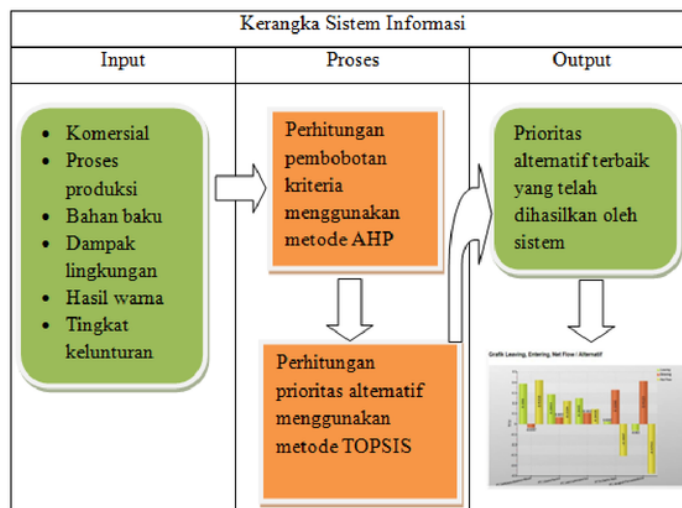 Kerangka Sistem Informasi
Input
Proses
Output
• Komersial
• Proses
produksi
• Bahan baku
• Dampak
lingkungan
• Hasil warna
• Tingkat
kelunturan
Perhitungan
pembobotan
kriteria
menggunakan
metode AHP
Perhitungan
prioritas alternatif
menggunakan
metode TOPSIS
Prioritas
alternatif terbaik
yang telah
dihasilkan oleh
sistem
Grafik Leaving, Entering, Net Flow / Alternatif